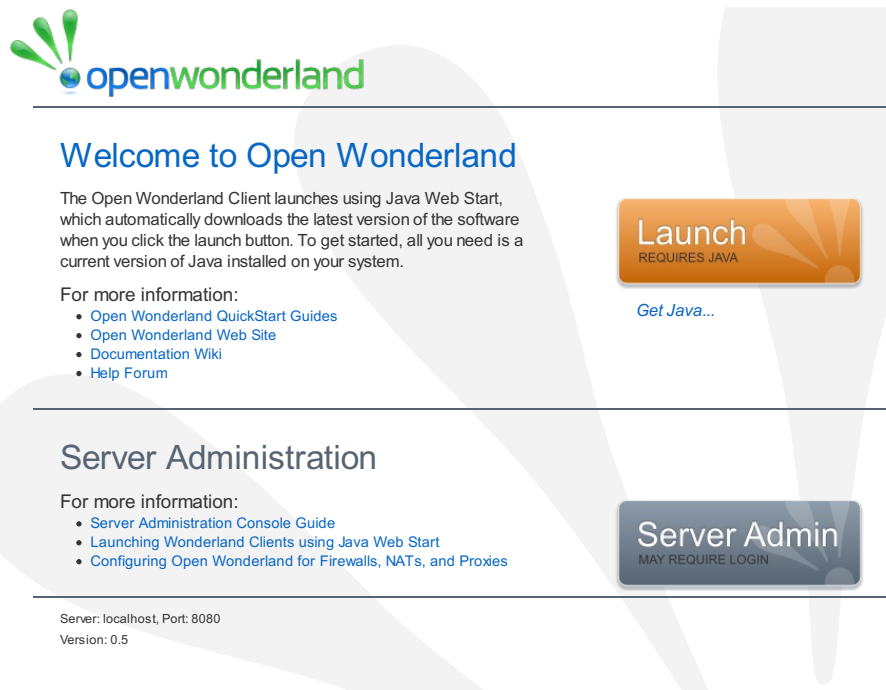 openwonderland
Welcome to Open Wonderland
The Open Wonderland Client launches using Java Web Start,
which automatically downloads the latest version of the software
when you click the launch button. To get started, all you need is a
current version of Java installed on your system.
Launch
REQUIRES JAVA
Get Java...
For more information:
Open Wonderland QuickStart Guides
Open Wonderland Web Site
Documentation Wiki
Help Forum
Server Administration
For more information:
Server Administration Console Guide
Launching Wonderland Clients using Java Web Start
Configuring Open Wonderland for Firewalls, NATs, and Proxies
Server Admin
MAY REQUIRE LOGIN
Server: localhost, Port: 8080
Version: 0.5